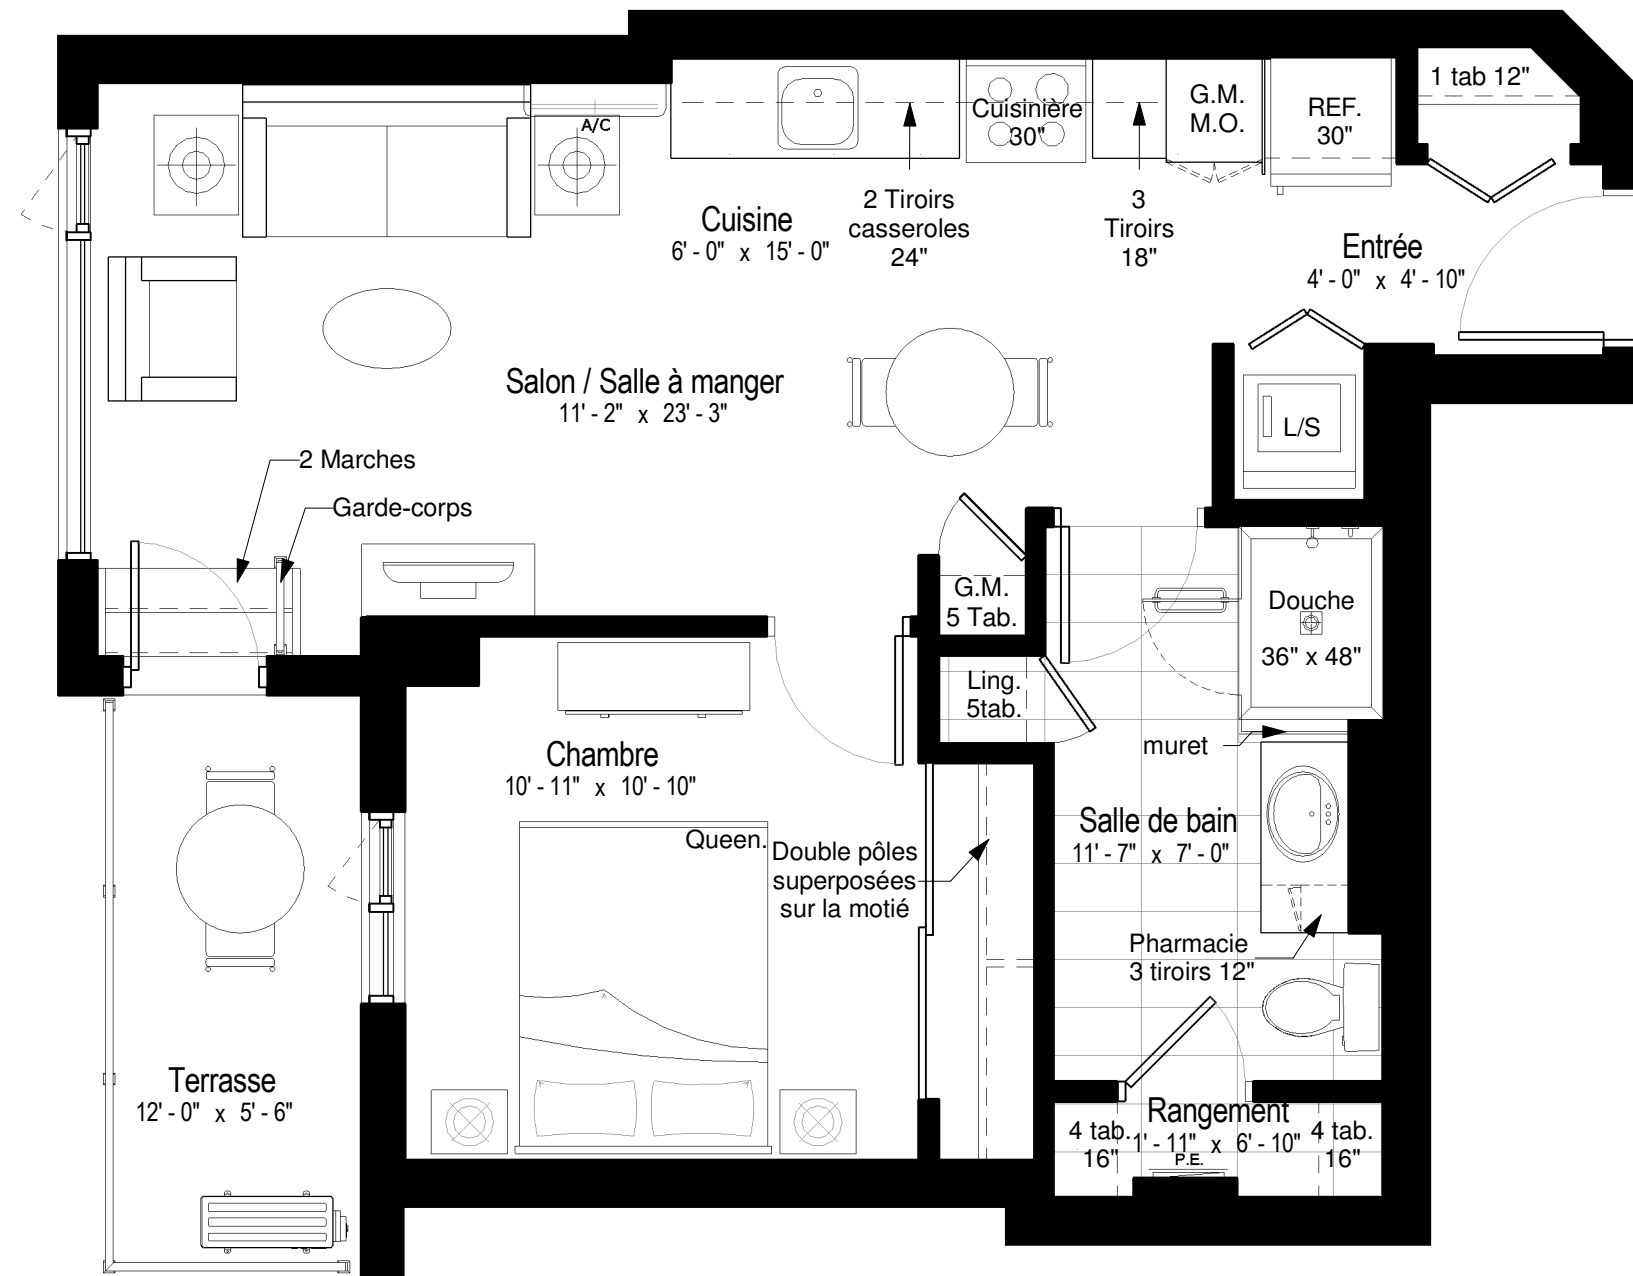 1 tab 12"
A/C
Cuisinière
30"
G.M.
M.O.
REF.
30"
Cuisine
6' - 0" x 15' - 0"
2 Tiroirs
casseroles
24"
3
Tiroirs
18"
Entrée
4' - 0" x 4' - 10"
Salon / Salle à manger
11' - 2" x 23' - 3"
L/S
2 Marches
Garde-corps
G.M.
5 Tab.
Douche
36" x 48"
Ling.
5tab.
muret
Chambre
10' - 11" x 10' - 10"
Queen.
Double pôles
superposées
sur la motié
Salle de bain
11' - 7" x 7' - 0"
Pharmacie
3 tiroirs 12"
Terrasse
12' - 0" x 5' - 6"
Rangement
1' - 11" x 6' - 10"
4 tab.
16"
4 tab.
16"
P.E.